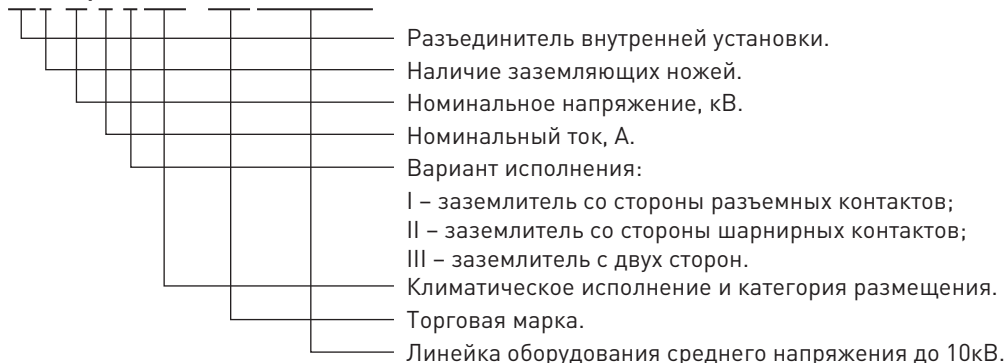 Разъединитель внутренней установки.
Наличие заземляющих ножей.
Номинальное напряжение, кВ.
Номинальный ток, А.
Вариант исполнения:
I – заземлитель со стороны разъемных контактов;
II – заземлитель со стороны шарнирных контактов;
III – заземлитель с двух сторон.
Климатическое исполнение и категория размещения.
Торговая марка.
Линейка оборудования среднего напряжения до 10кВ.